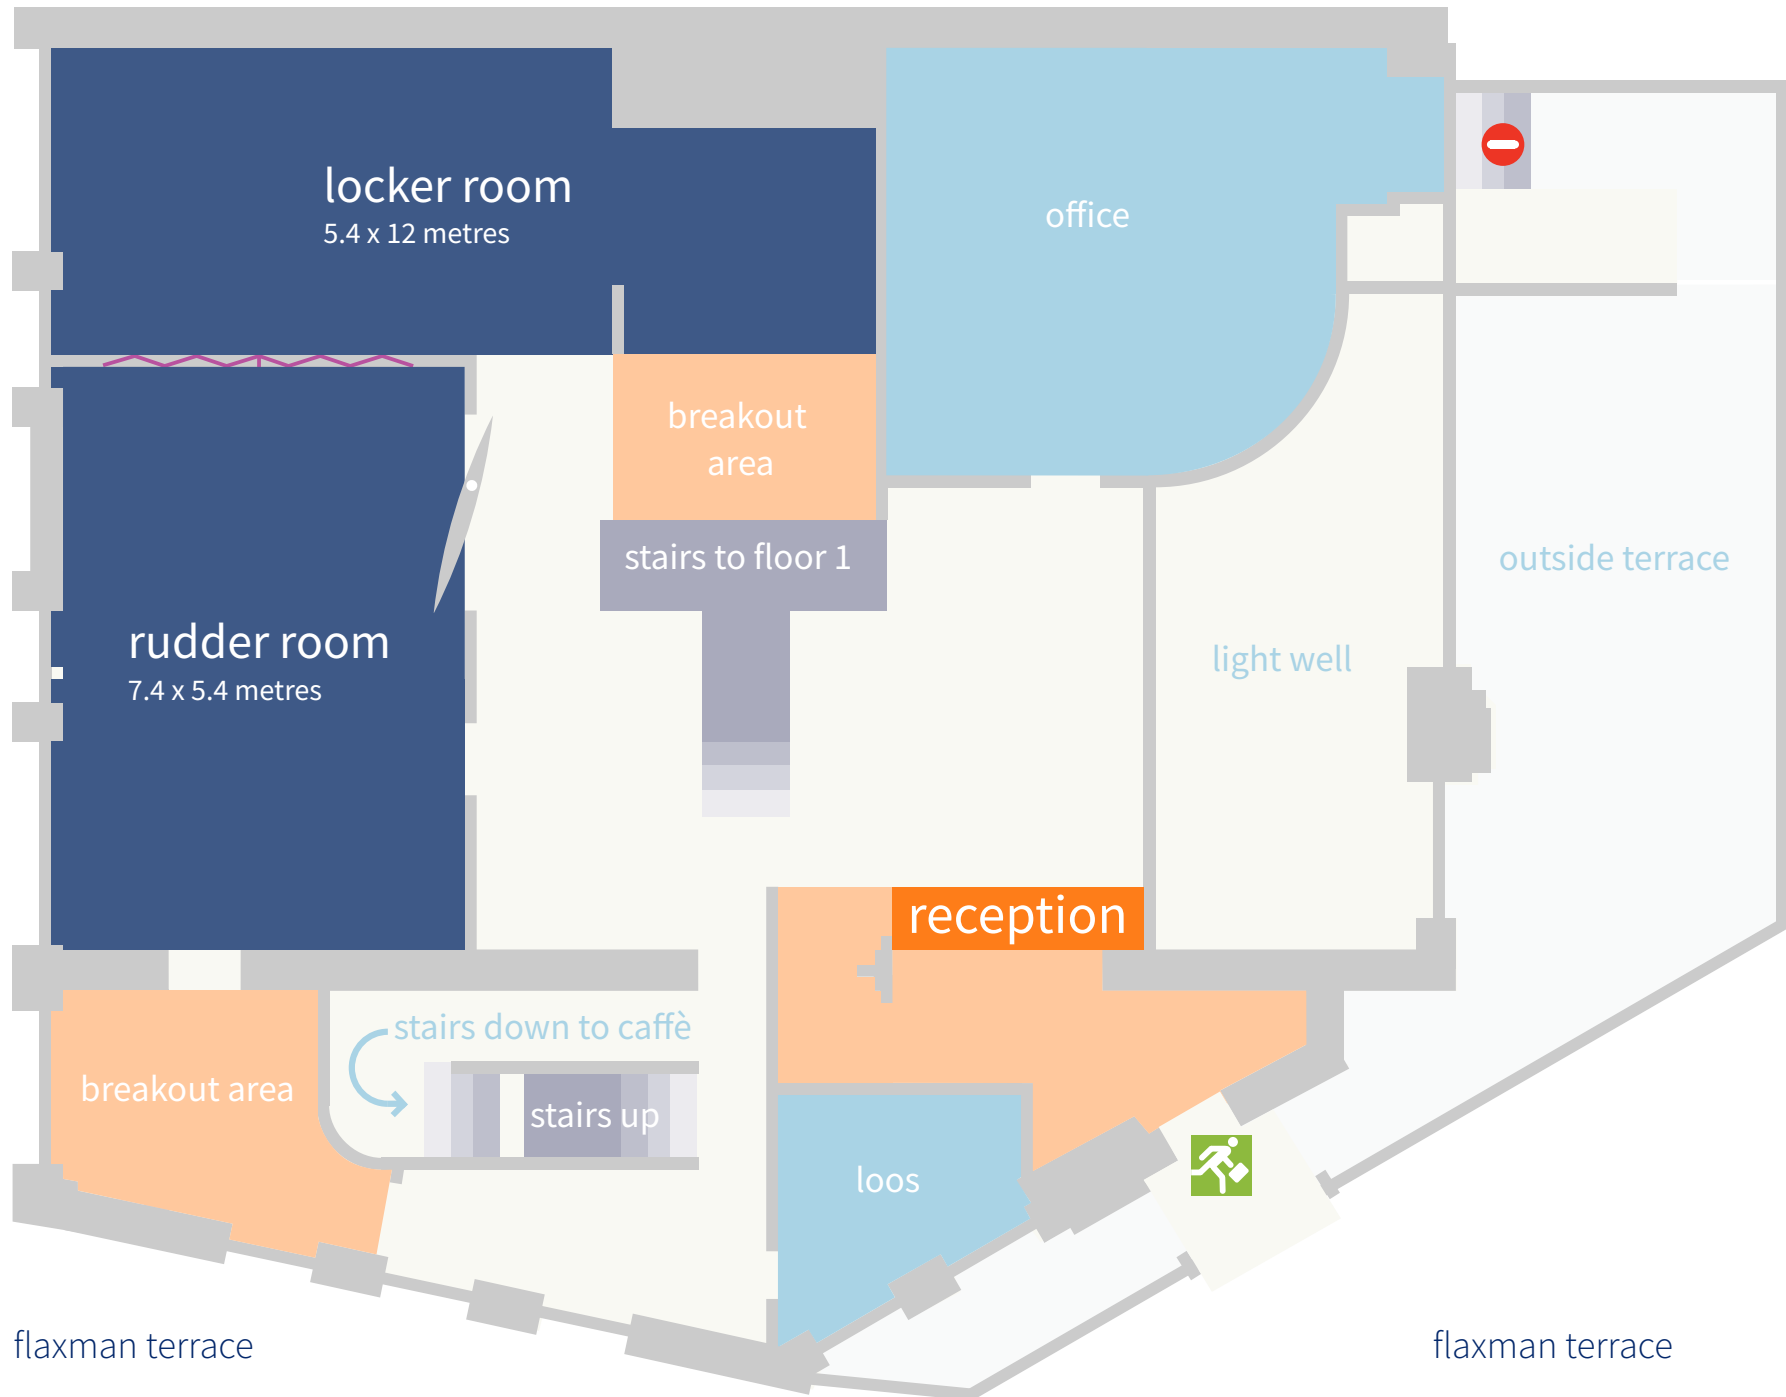 locker room
5.4 x 12 metres
office
breakout
area
stairs to floor 1
outside terrace
rudder room
7.4 x 5.4 metres
light well
reception
stairs down to caffè
breakout area
stairs up
loos
flaxman terrace
flaxman terrace